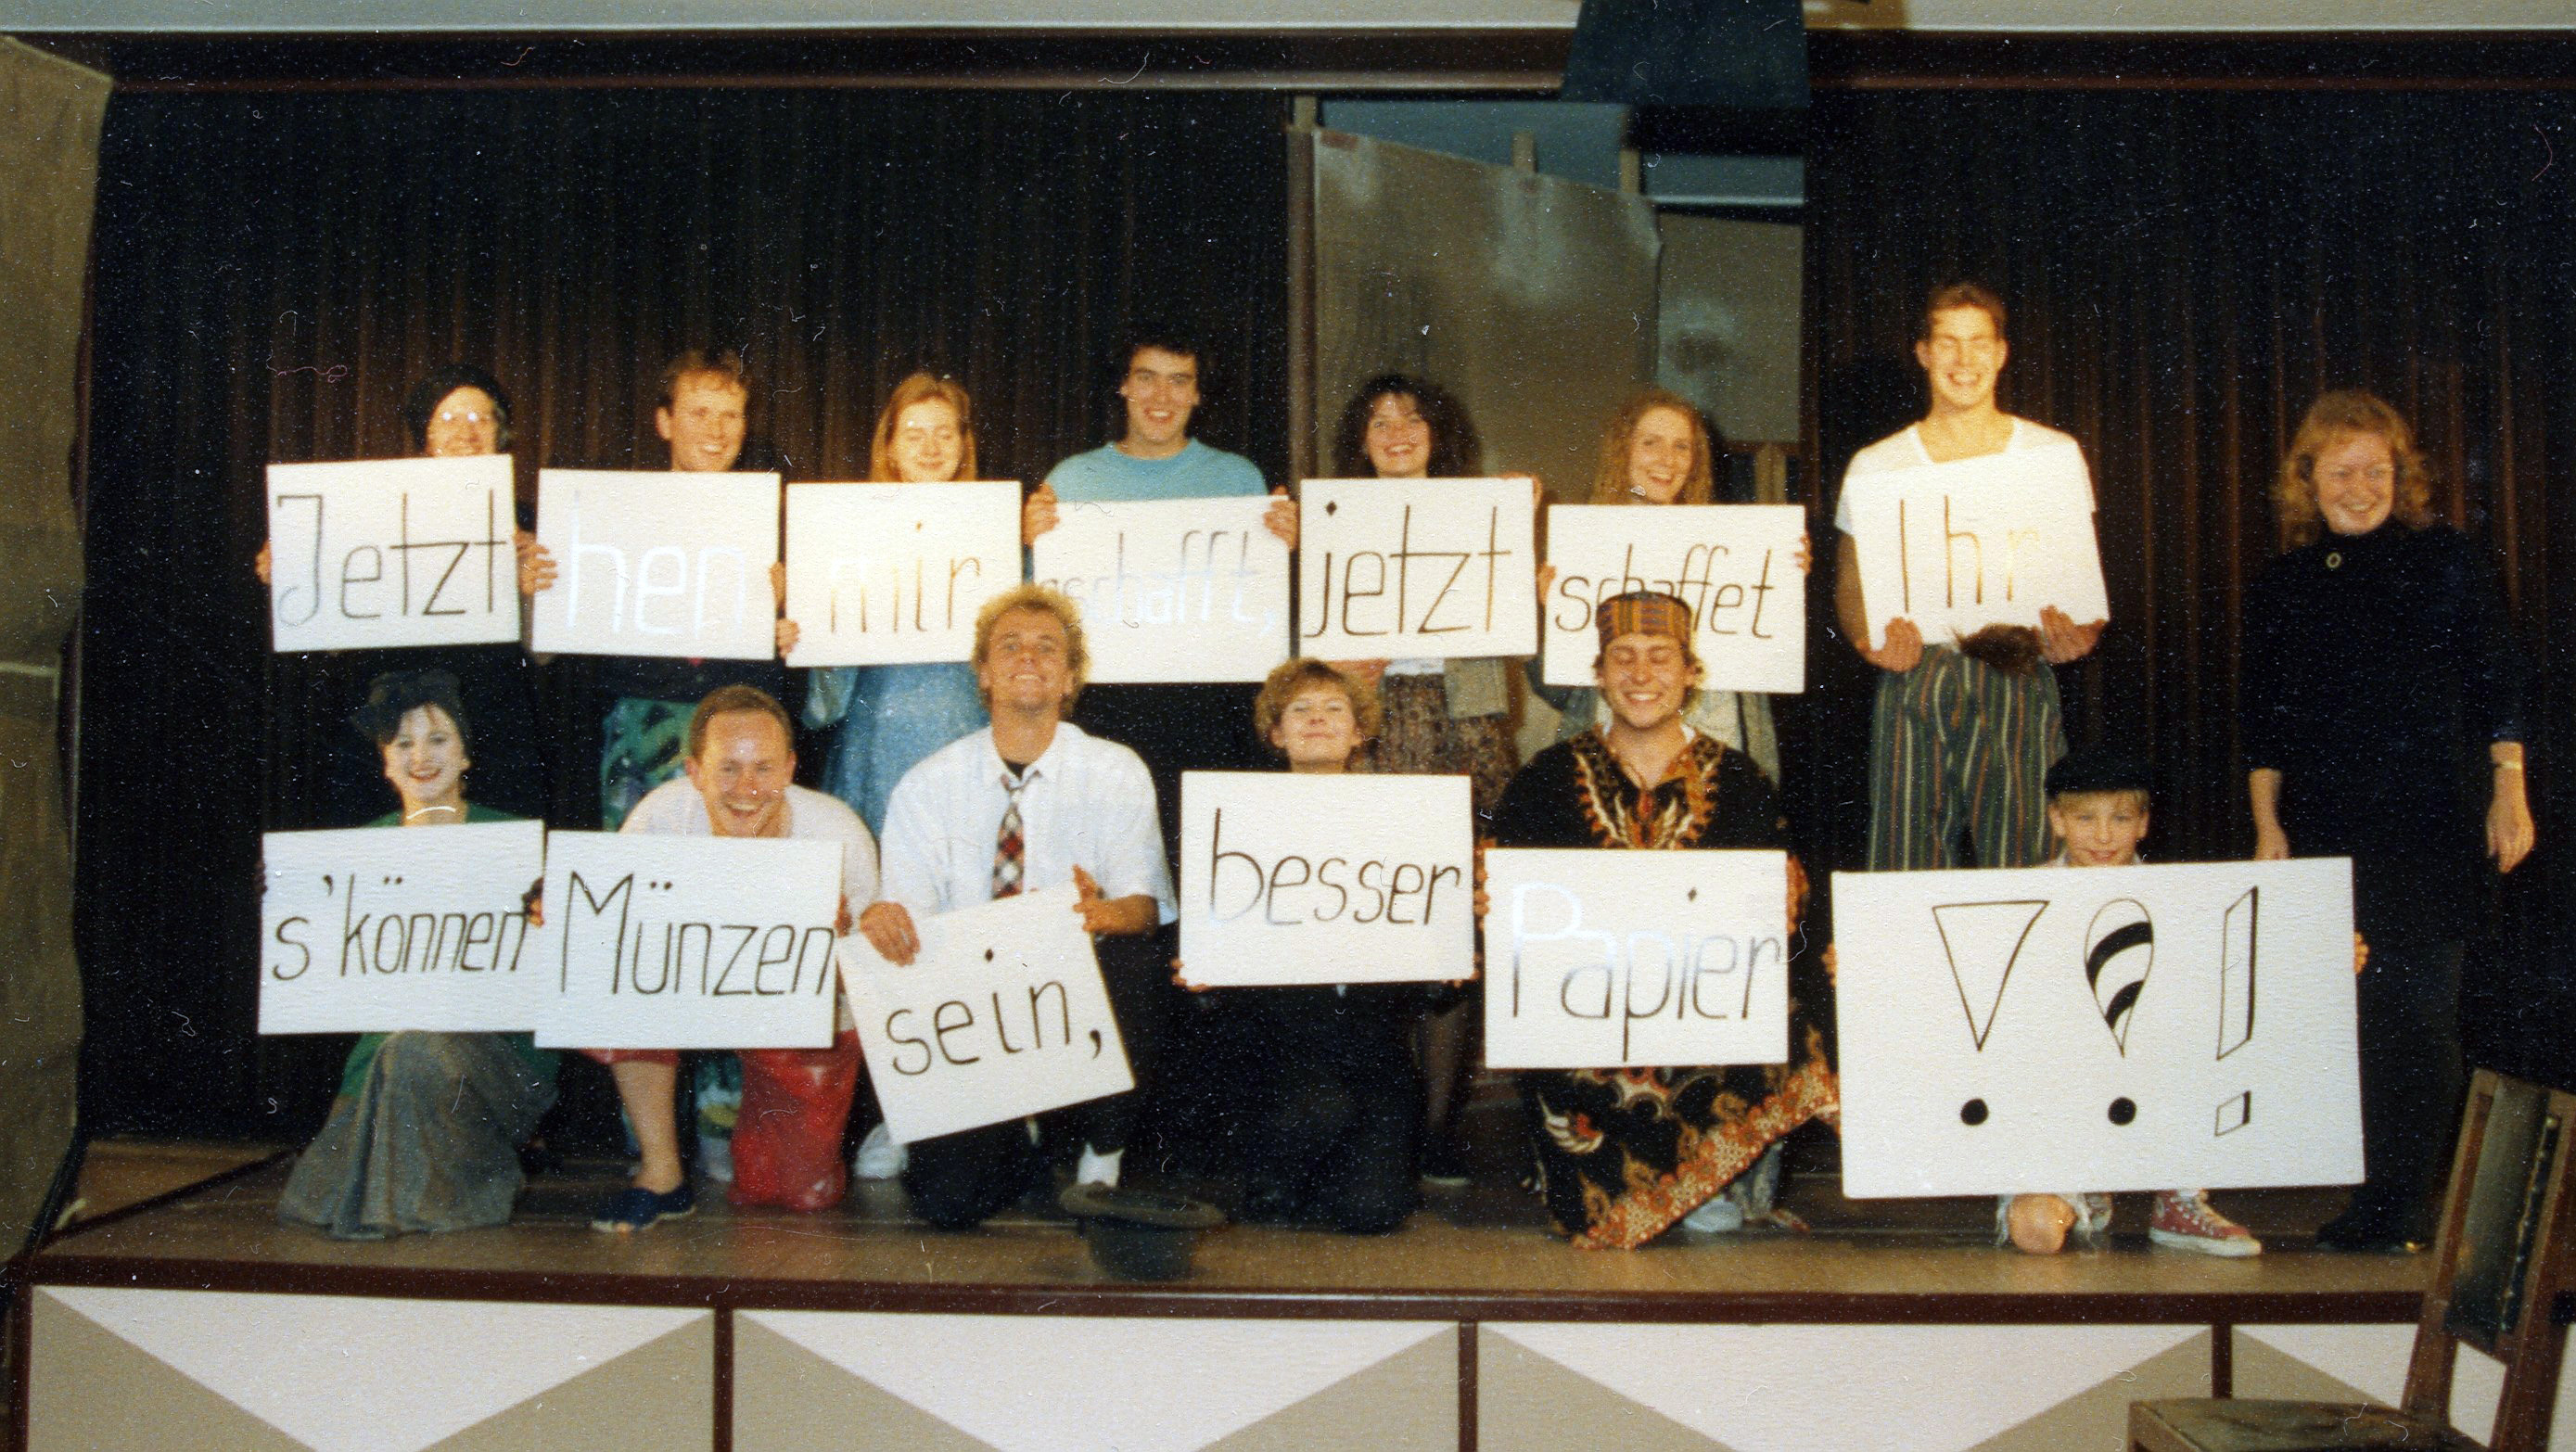 Jetzt hen mir gschafft, jetzt schaffet Ihr
s'können Münzen sein, besser Papier !!!